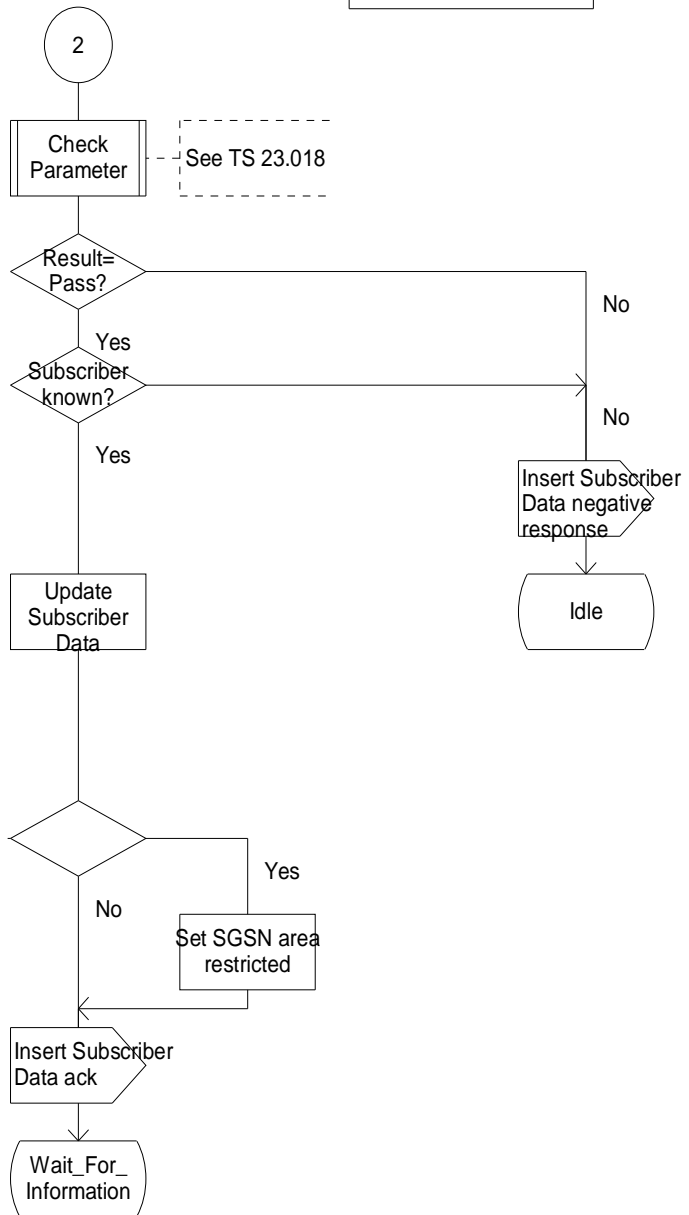 2
Check
Parameter
See TS 23.018
Result=
Pass?
No
Yes
Subscriber
known?
No
Yes
Insert Subscriber
Data negative
response
Update
Subscriber
Data
Idle
Yes
No
Set SGSN area
restricted
Insert Subscriber
Data ack
Wait_For_
Information